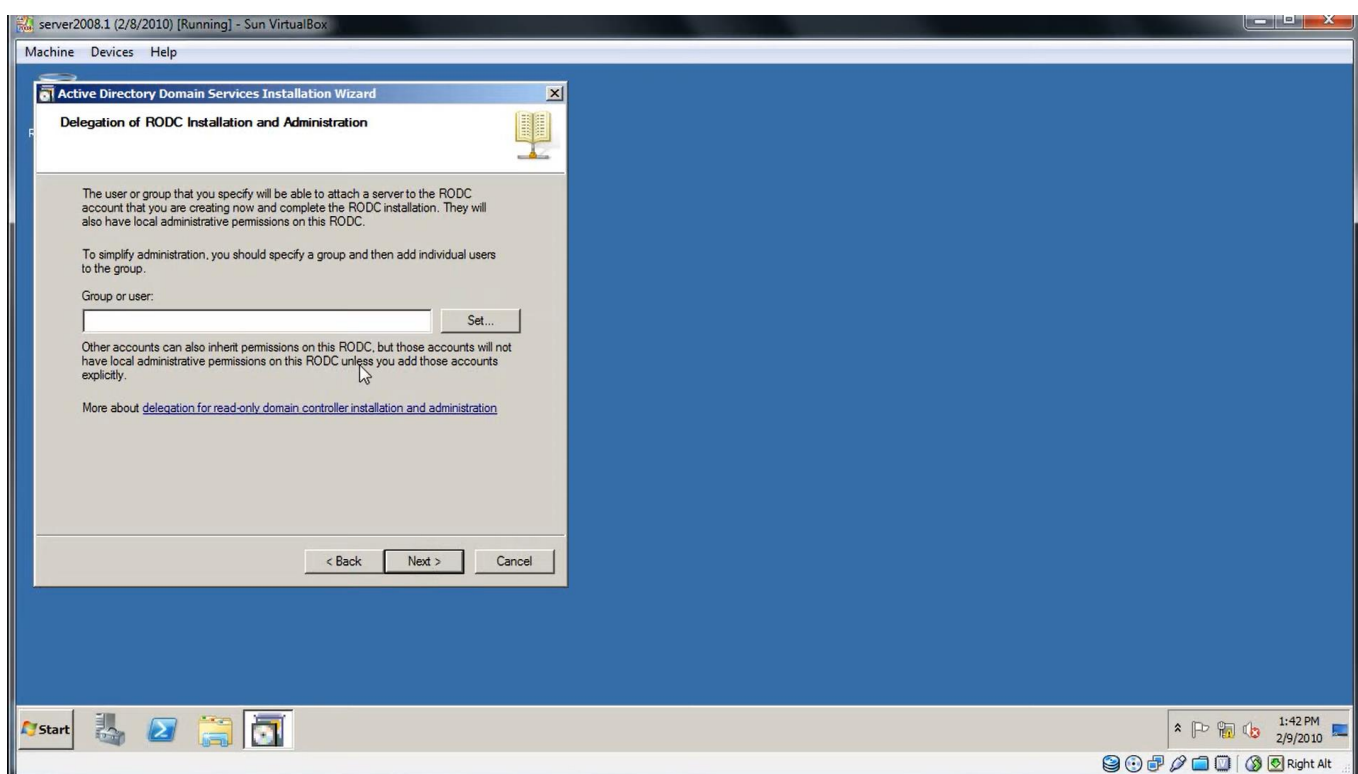 server2008.1 (2/8/2010) [Running] - Sun VirtualBox
Machine Devices Help
Active Directory Domain Services Installation Wizard
Delegation of RODC Installation and Administration
The user or group that you specify will be able to attach a server to the RODC
account that you are creating now and complete the RODC installation. They will
also have local administrative permissions on this RODC.
To simplify administration, you should specify a group and then add individual users
to the group.
Group or user:
Set...
Other accounts can also inherit permissions on this RODC, but those accounts will not
have local administrative permissions on this RODC unless you add those accounts
explicitly.
More about delegation for read-only domain controller installation and administration
< Back Next > Cancel
Start
1:42 PM
2/9/2010
Right Alt